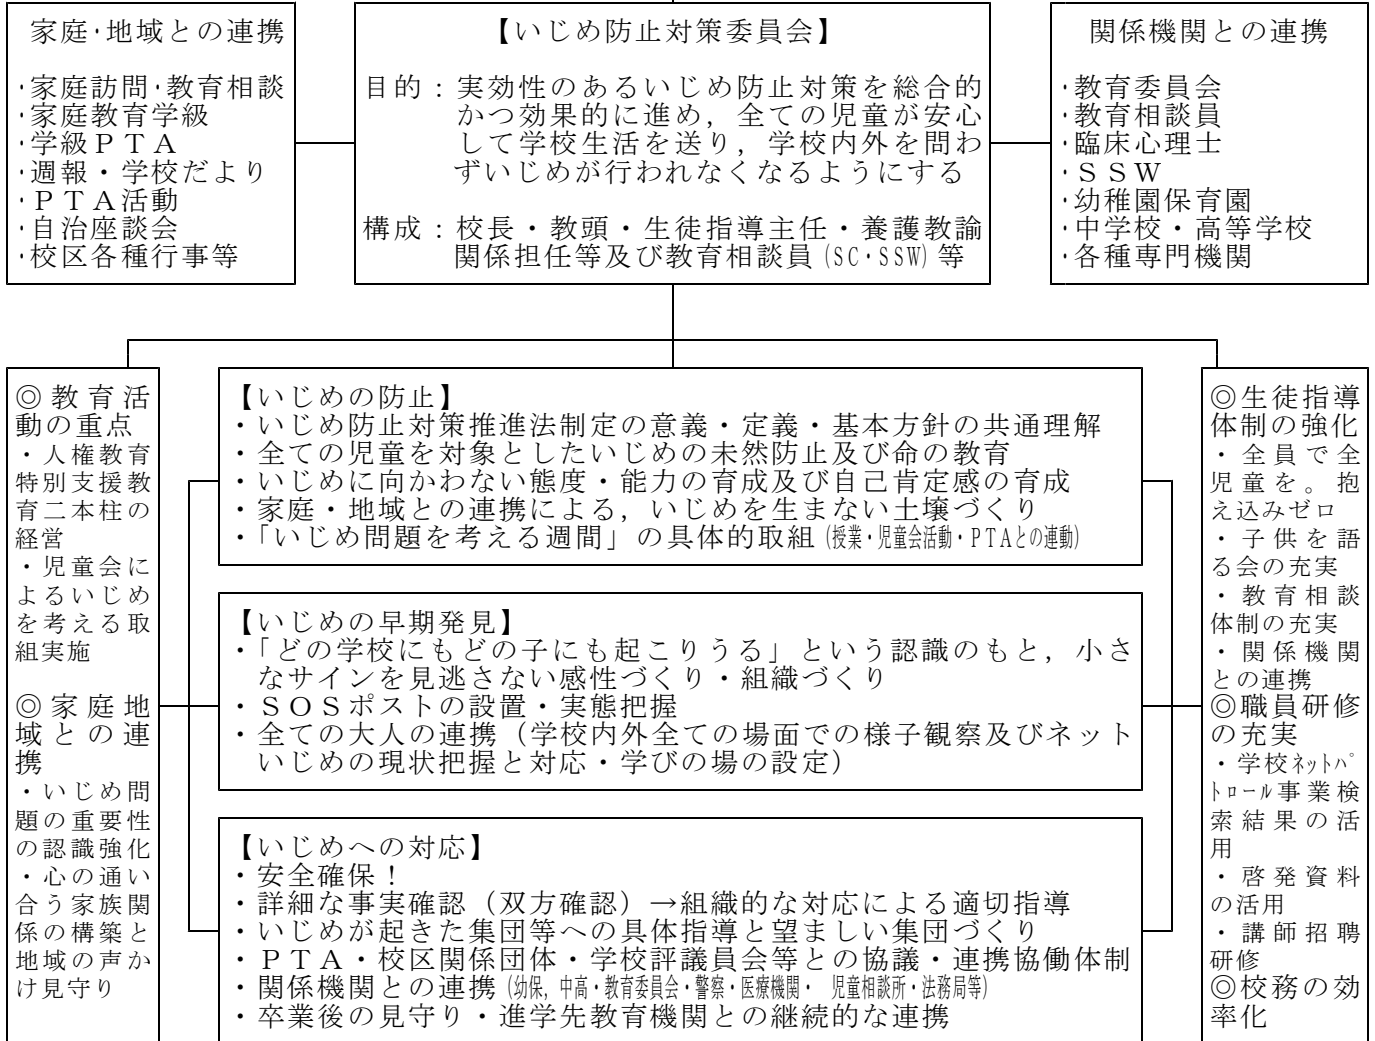 家庭・地域との連携
・家庭訪問・教育相談
・家庭教育学級
・学級ＰＴＡ
・週報・学校だより
・ＰＴＡ活動
・自治座談会
・校区各種行事等
【いじめ防止対策委員会】
目的：実効性のあるいじめ防止対策を総合的
かつ効果的に進め，全ての児童が安心
して学校生活を送り，学校内外を問わ
ずいじめが行われなくなるようにする
構成：校長・教頭・生徒指導主任・養護教諭
関係担任等及び教育相談員(SC・SSW)等
関係機関との連携
・教育委員会
・教育相談員
・臨床心理士
・ＳＳＷ
・幼稚園保育園
・中学校・高等学校
・各種専門機関
◎教育活
動の重点
・人権教育
特別支援教
育二本柱の
経営
・児童会に
よるいじめ
を考える取
組実施
◎家庭地
域との連
携
・いじめ問
題の重要性
の認識強化
・心の通い
合う家族関
係の構築と
地域の声か
け見守り
【いじめの防止】
・いじめ防止対策推進法制定の意義・定義・基本方針の共通理解
・全ての児童を対象としたいじめの未然防止及び命の教育
・いじめに向かわない態度・能力の育成及び自己肯定感の育成
・家庭・地域との連携による，いじめを生まない土壌づくり
・「いじめ問題を考える週間」の具体的取組(授業・児童会活動・ＰＴＡとの連動)
【いじめの早期発見】
・「どの学校にもどの子にも起こりうる」という認識のもと，小さ
なサインを見逃さない感性づくり・組織づくり
・ＳＯＳポストの設置・実態把握
・全ての大人の連携（学校内外全ての場面での様子観察及びネット
いじめの現状把握と対応・学びの場の設定）
【いじめへの対応】
・安全確保！
・詳細な事実確認（双方確認）→組織的な対応による適切指導
・いじめが起きた集団等への具体指導と望ましい集団づくり
・ＰＴＡ・校区関係団体・学校評議員会等との協議・連携協働体制
・関係機関との連携(幼保，中高・教育委員会・警察・医療機関・ 児童相談所・法務局等)
・卒業後の見守り・進学先教育機関との継続的な連携
◎生徒指導
体制の強化
・全員で全
児童を。抱
え込みゼロ
・子供を語
る会の充実
・教育相談
体制の充実
・関係機関
との連携
◎職員研修
の充実
・学校ﾈｯﾄﾊﾟ
ﾄﾛｰﾙ事業検
索結果の活
用
・啓発資料
の活用
・講師招聘
研修
◎校務の効
率化